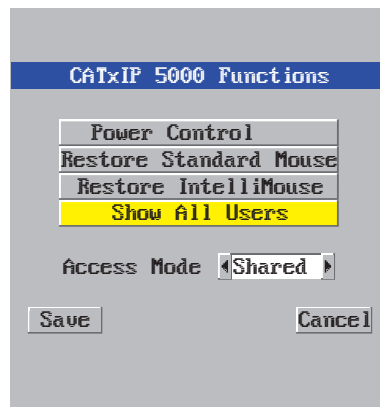 CATxIP 5000 Functions
Power Control
Restore Standard Mouse
Restore IntelliMouse
Show All Users
Access Mode Shared
Save Cancel